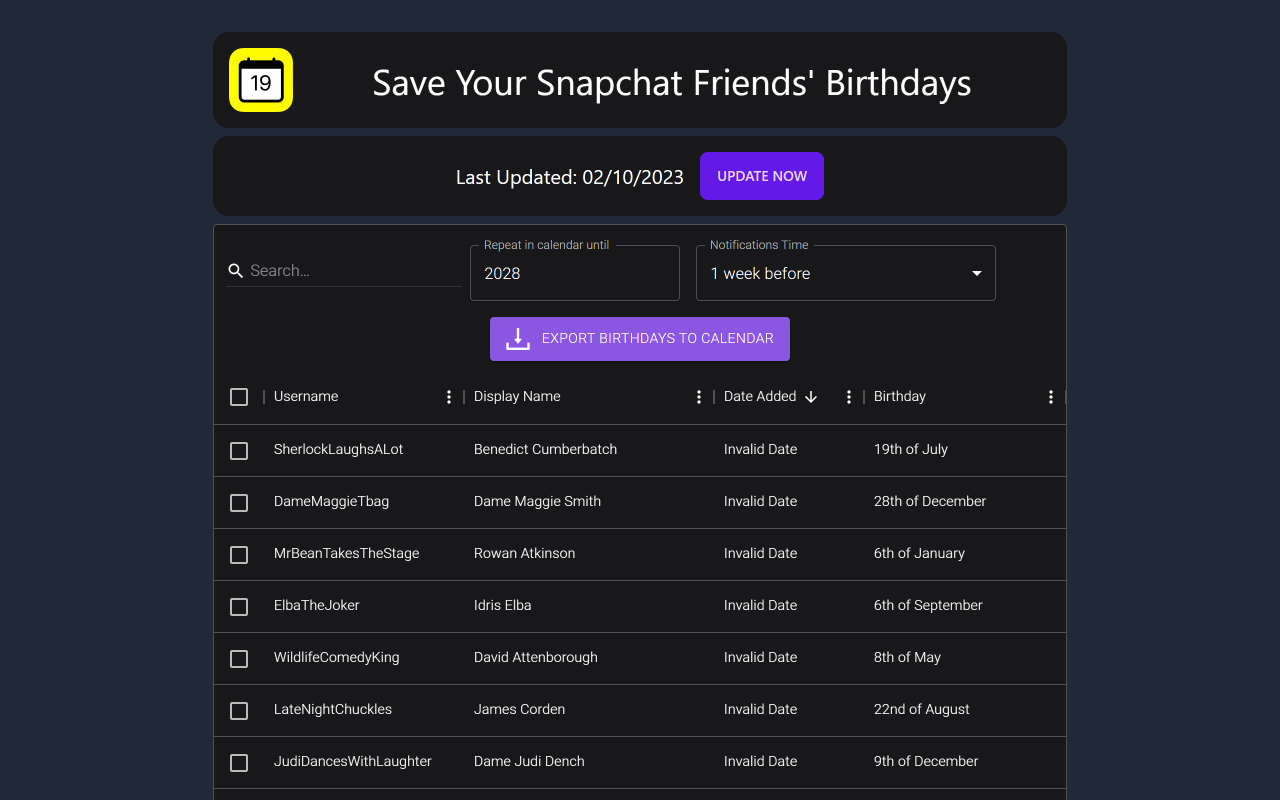 19
Save Your Snapchat Friends' Birthdays
Last Updated: 02/10/2023 UPDATE NOW
Repeat in calendar until Notifications Time
Search… 2028 1 week before
EXPORT BIRTHDAYS TO CALENDAR
Username Display Name Date Added Birthday
SherlockLaughsALot Benedict Cumberbatch Invalid Date 19th of July
DameMaggieTbag Dame Maggie Smith Invalid Date 28th of December
MrBeanTakesTheStage Rowan Atkinson Invalid Date 6th of January
ElbaTheJoker Idris Elba Invalid Date 6th of September
WildlifeComedyKing David Attenborough Invalid Date 8th of May
LateNightChuckles James Corden Invalid Date 22nd of August
JudiDancesWithLaughter Dame Judi Dench Invalid Date 9th of December